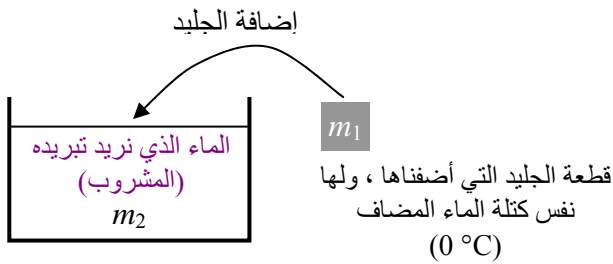 إضافة الجليد
الماء الذي نريد تبريده
(المشروب)
m₂
m₁
قطعة الجليد التي أضفناها ، ولها
نفس كتلة الماء المضاف
(0 °C)